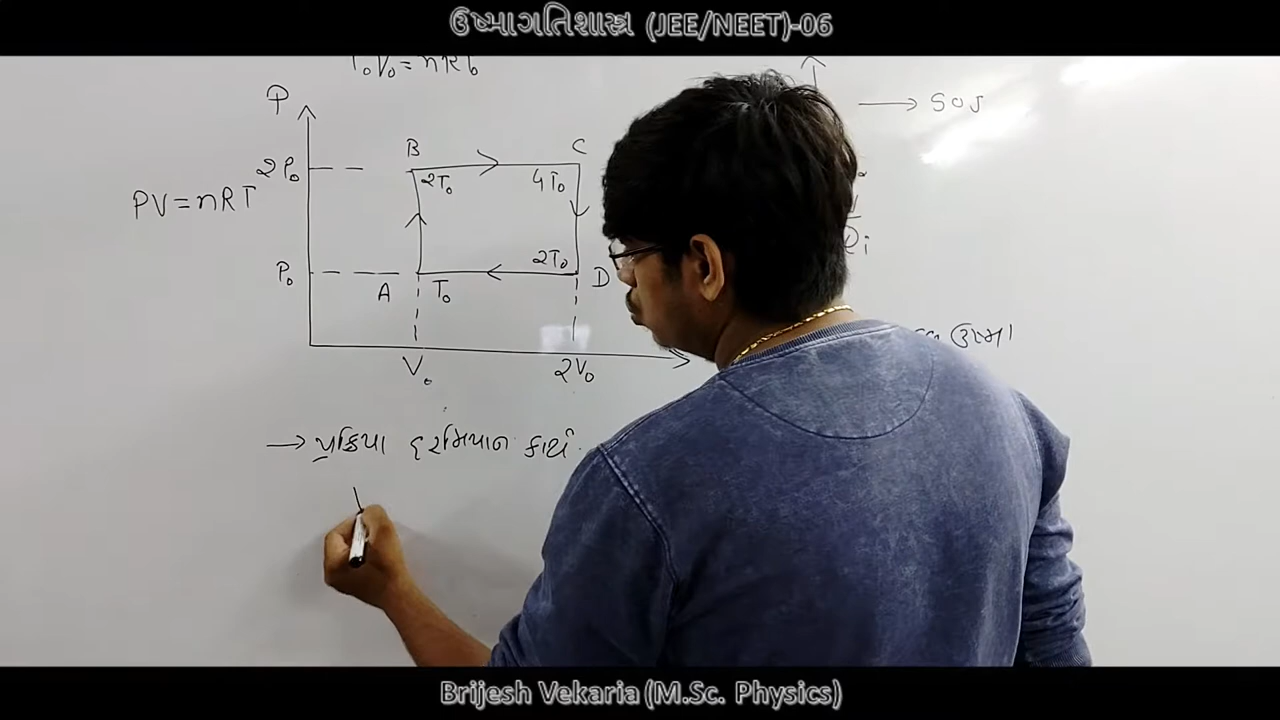 ઉષ્માગતિશાસ્ત્ર (JEE/NEET)-06
P₀V₀ = nRT₀
→ SOJ
P
B
C
2P₀
2T₀
4T₀
PV = nRT
P₀
2T₀
D
A
T₀
V₀
2V₀
→ પ્રક્રિયા દરમિયાન કાર્ય
Brijesh Vekaria (M.Sc. Physics)